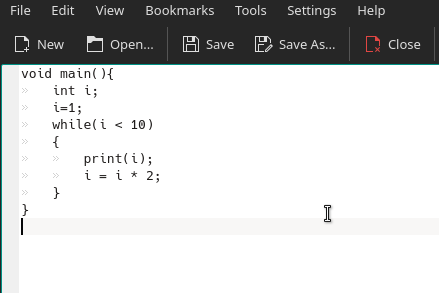 File Edit View Bookmarks Tools Settings Help
New Open... Save Save As... Close
void main(){
» int i;
» i=1;
» while(i < 10)
» {
» » print(i);
» » i = i * 2;
» }
}